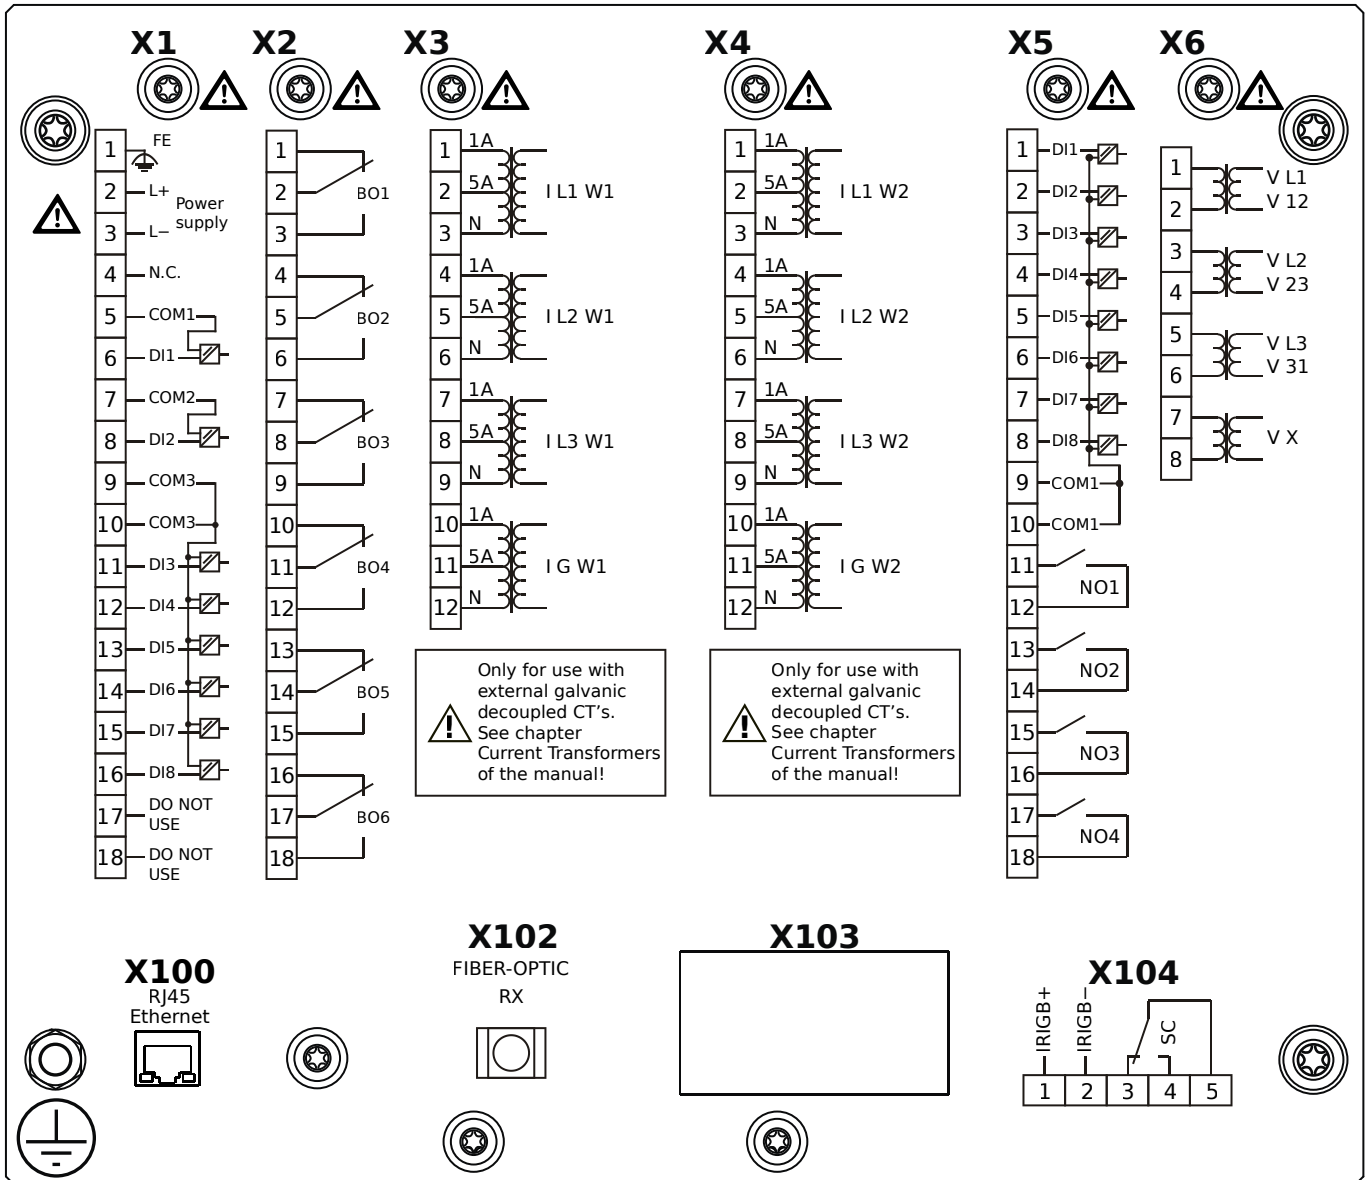 X1
1 FE
2 L+ Power
3 L− supply
4 N.C.
5 COM1
6 DI1
7 COM2
8 DI2
9 COM3
10 COM3
11 DI3
12 DI4
13 DI5
14 DI6
15 DI7
16 DI8
17 DO NOT
USE
18 DO NOT
USE
X2
1
2 BO1
3
4
5 BO2
6
7
8 BO3
9
10
11 BO4
12
13
14 BO5
15
16
17 BO6
18
X3
1 1A
2 5A I L1 W1
3 N
4 1A
5 5A I L2 W1
6 N
7 1A
8 5A I L3 W1
9 N
10 1A
11 5A I G W1
12 N
Only for use with
external galvanic
decoupled CT's.
See chapter
Current Transformers
of the manual!
X4
1 1A
2 5A I L1 W2
3 N
4 1A
5 5A I L2 W2
6 N
7 1A
8 5A I L3 W2
9 N
10 1A
11 5A I G W2
12 N
Only for use with
external galvanic
decoupled CT's.
See chapter
Current Transformers
of the manual!
X5
1 DI1
2 DI2
3 DI3
4 DI4
5 DI5
6 DI6
7 DI7
8 DI8
9 COM1
10 COM1
11
NO1
12
13
NO2
14
15
NO3
16
17
NO4
18
X6
1 V L1
2 V 12
3 V L2
4 V 23
5 V L3
6 V 31
7
V X
8
X100
RJ45
Ethernet
X102
FIBER-OPTIC
RX
X103
X104
IRIGB+
IRIGB−
SC
1 2 3 4 5